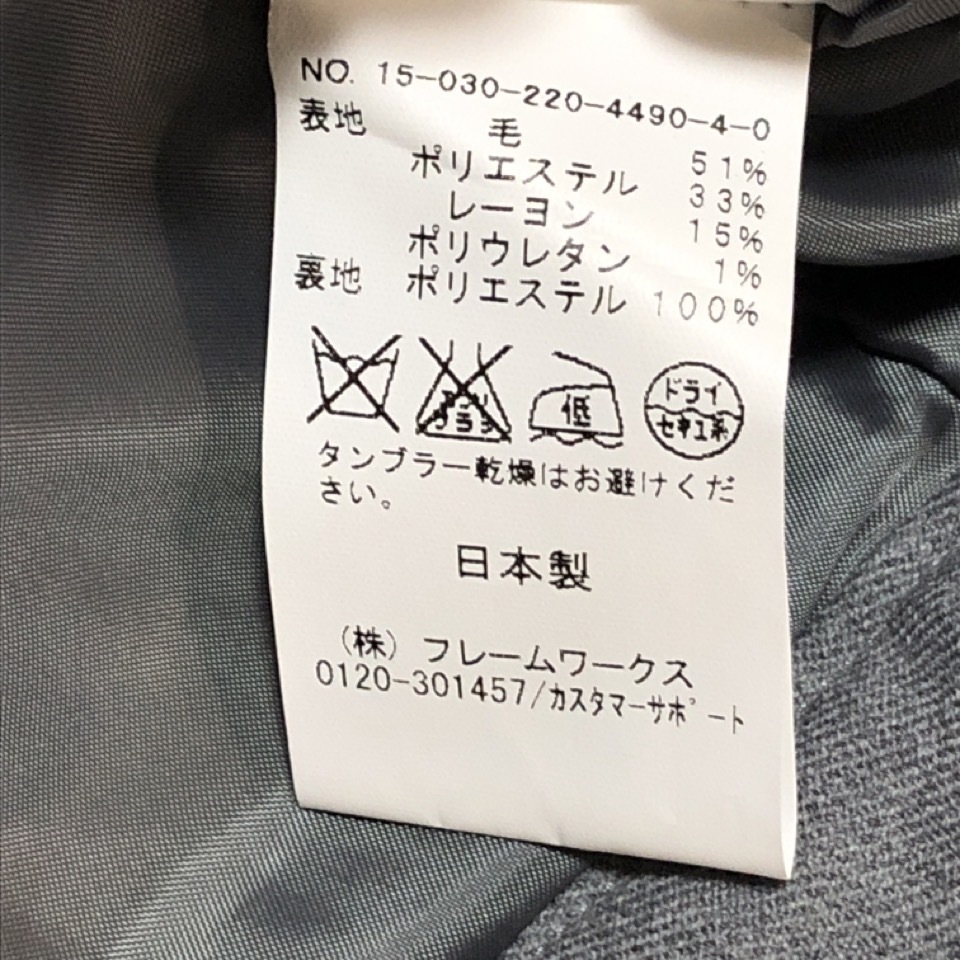 NO. 15-030-220-4490-4-0
表地 毛 51%
ポリエステル 33%
レーヨン 15%
ポリウレタン 1%
裏地 ポリエステル 100%
低
ドライ
セキユ系
タンブラー乾燥はお避けくだ
さい。
日本製
(株) フレームワークス
0120-301457/カスタマーサポート